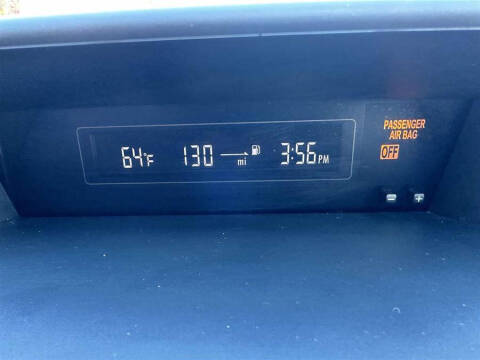 64°F 130 mi 3:56 PM
PASSENGER
AIR BAG
OFF
- +